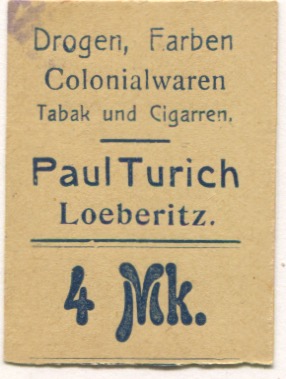 Drogen, Farben
Colonialwaren
Tabak und Cigarren.
Paul Turich
Loeberitz.
4 Mk.